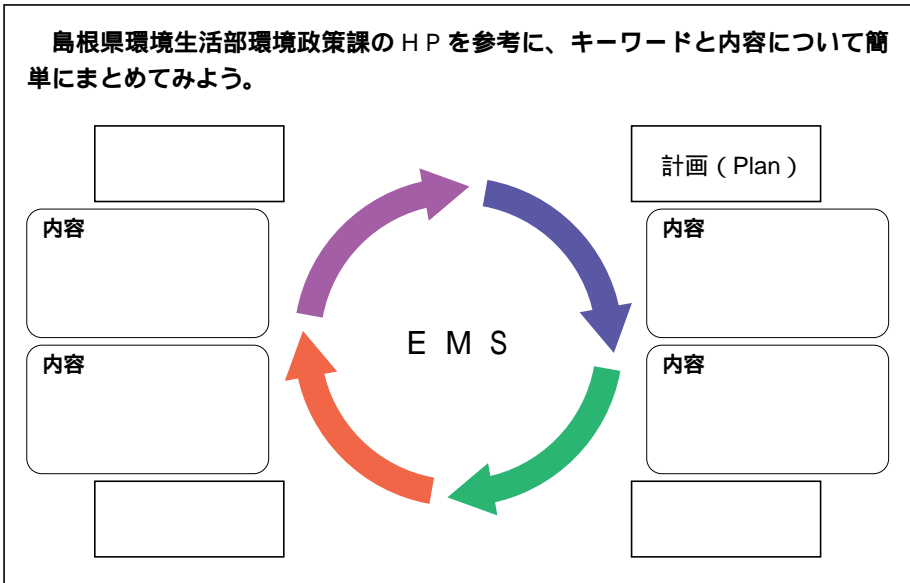 島根県環境生活部環境政策課のＨＰを参考に、キーワードと内容について簡
単にまとめてみよう。
計画（Plan）
内容
内容
ＥＭＳ
内容
内容